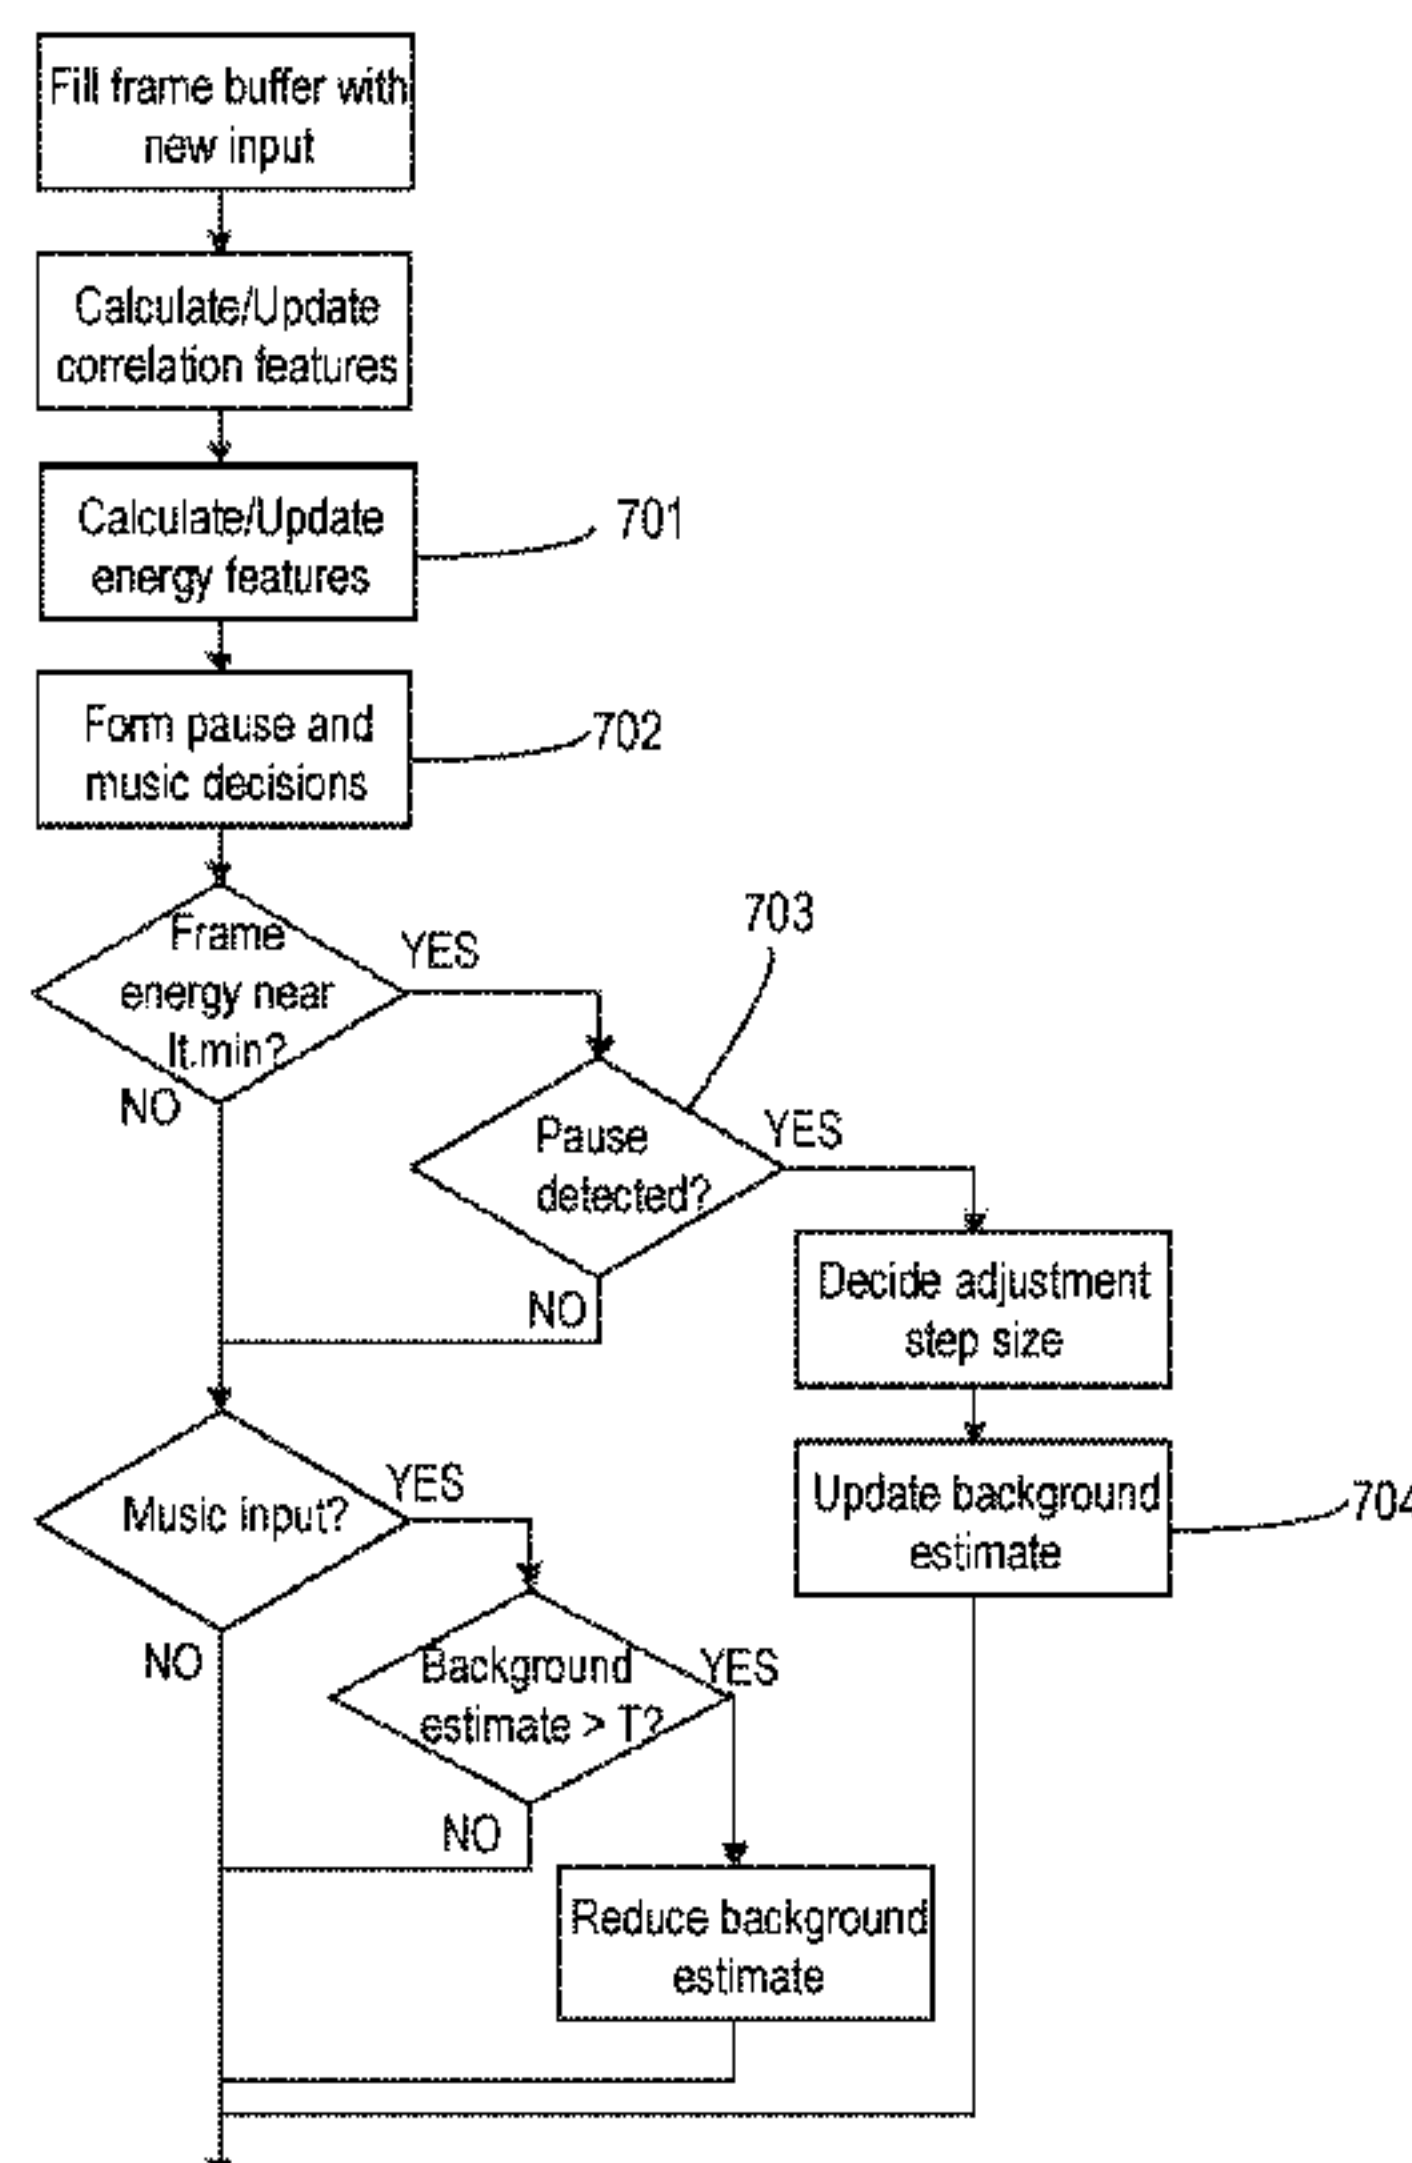 Fill frame buffer with
new input
Calculate/Update
correlation features
Calculate/Update
energy features
701
Form pause and
music decisions
702
Frame
energy near
lt.min?
YES
NO
703
Pause
detected?
YES
NO
Decide adjustment
step size
Update background
estimate
704
Music input?
YES
NO
Background
estimate > T?
YES
NO
Reduce background
estimate